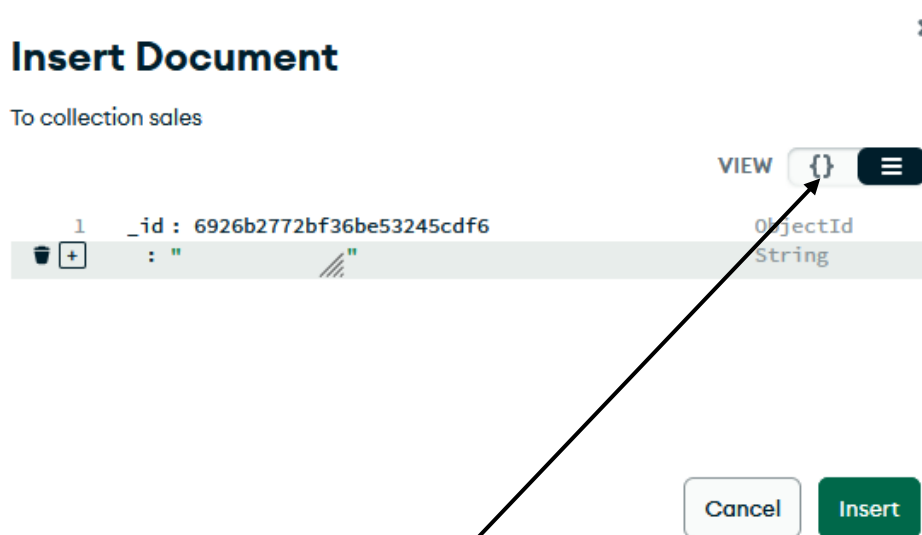 Insert Document
To collection sales
VIEW {}
1 _id : 6926b2772bf36be53245cdf6 ObjectId
+ : " " String
Cancel Insert